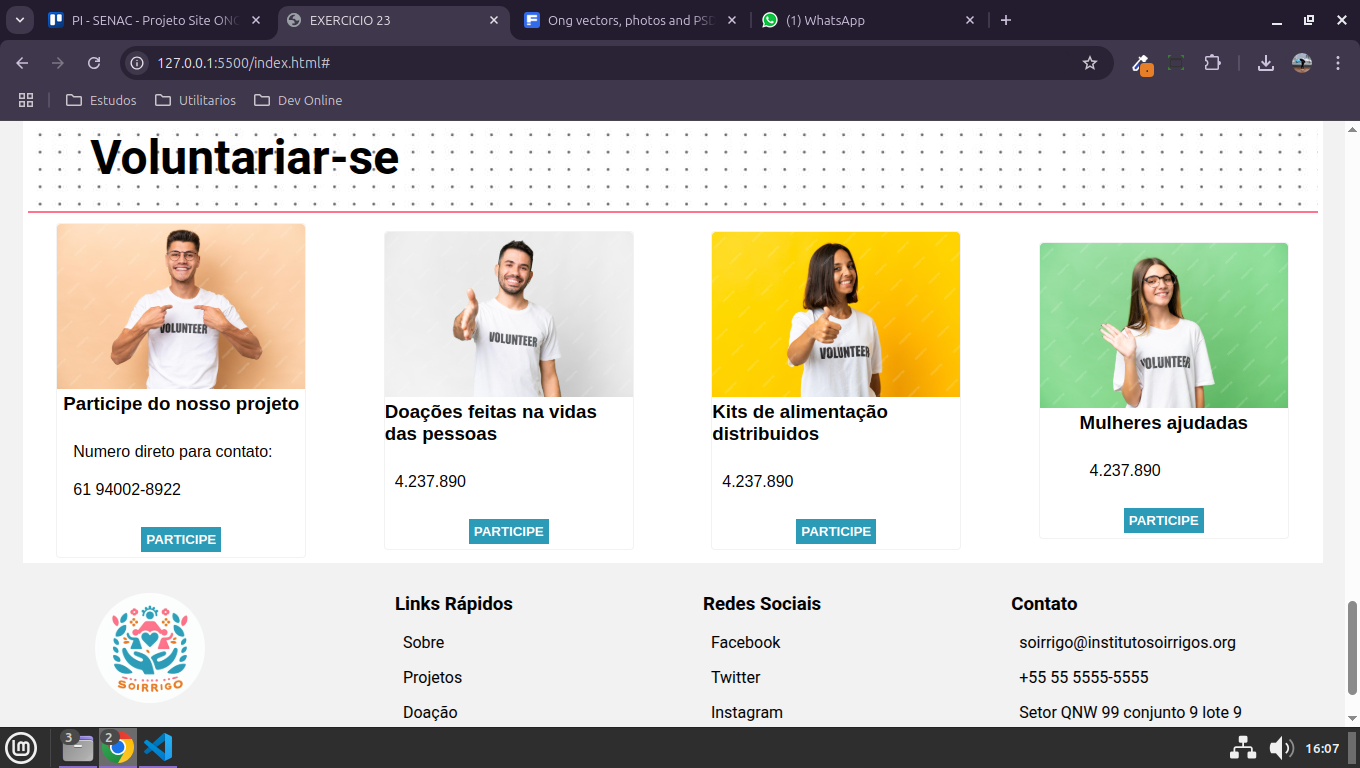 PI - SENAC - Projeto Site ONG
EXERCICIO 23
Ong vectors, photos and PSD
(1) WhatsApp
127.0.0.1:5500/index.html#
Estudos
Utilitarios
Dev Online
Voluntariar-se
VOLUNTEER
VOLUNTEER
VOLUNTEER
VOLUNTEER
Participe do nosso projeto
Numero direto para contato:
61 94002-8922
PARTICIPE
Doações feitas na vidas
das pessoas
4.237.890
PARTICIPE
Kits de alimentação
distribuidos
4.237.890
PARTICIPE
Mulheres ajudadas
4.237.890
PARTICIPE
SOIRRIGO
Links Rápidos
Sobre
Projetos
Doação
Redes Sociais
Facebook
Twitter
Instagram
Contato
soirrigo@institutosoirrigos.org
+55 55 5555-5555
Setor QNW 99 conjunto 9 lote 9
3
2
16:07